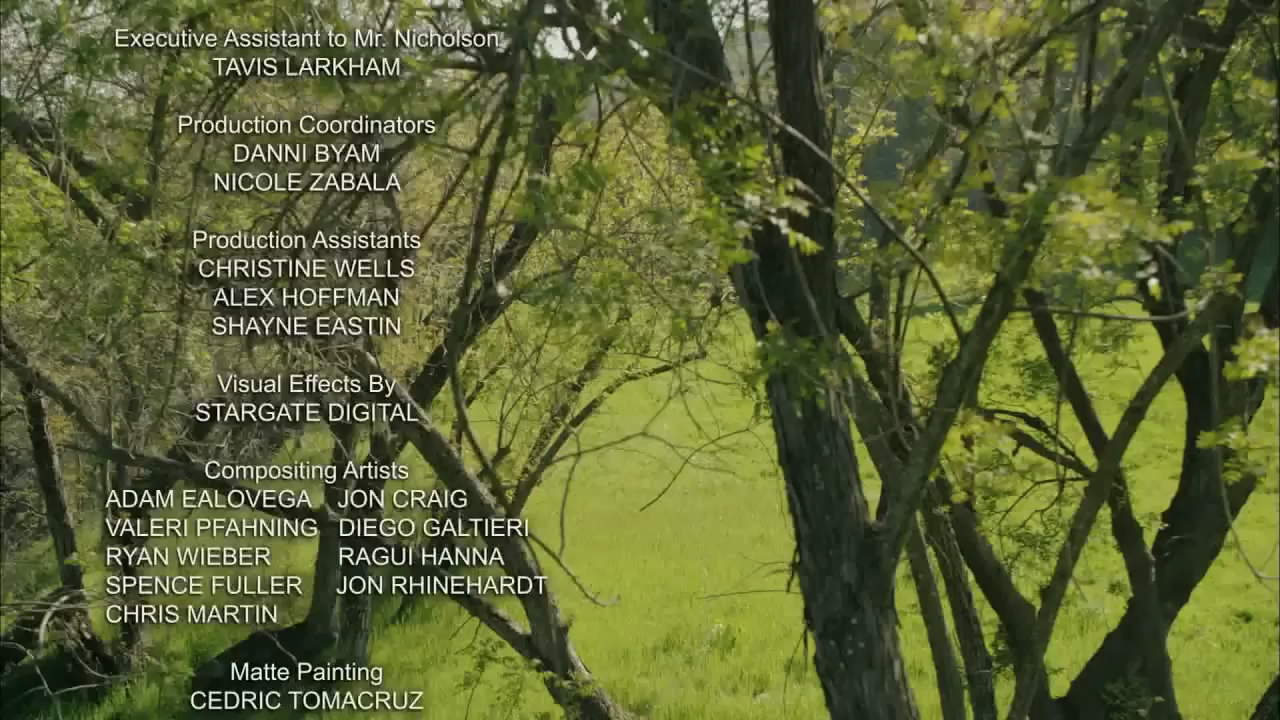 Executive Assistant to Mr. Nicholson
TAVIS LARKHAM
Production Coordinators
DANNI BYAM
NICOLE ZABALA
Production Assistants
CHRISTINE WELLS
ALEX HOFFMAN
SHAYNE EASTIN
Visual Effects By
STARGATE DIGITAL
Compositing Artists
ADAM EALOVEGA JON CRAIG
VALERI PFAHNING DIEGO GALTIERI
RYAN WIEBER RAGUI HANNA
SPENCE FULLER JON RHINEHARDT
CHRIS MARTIN
Matte Painting
CEDRIC TOMACRUZ